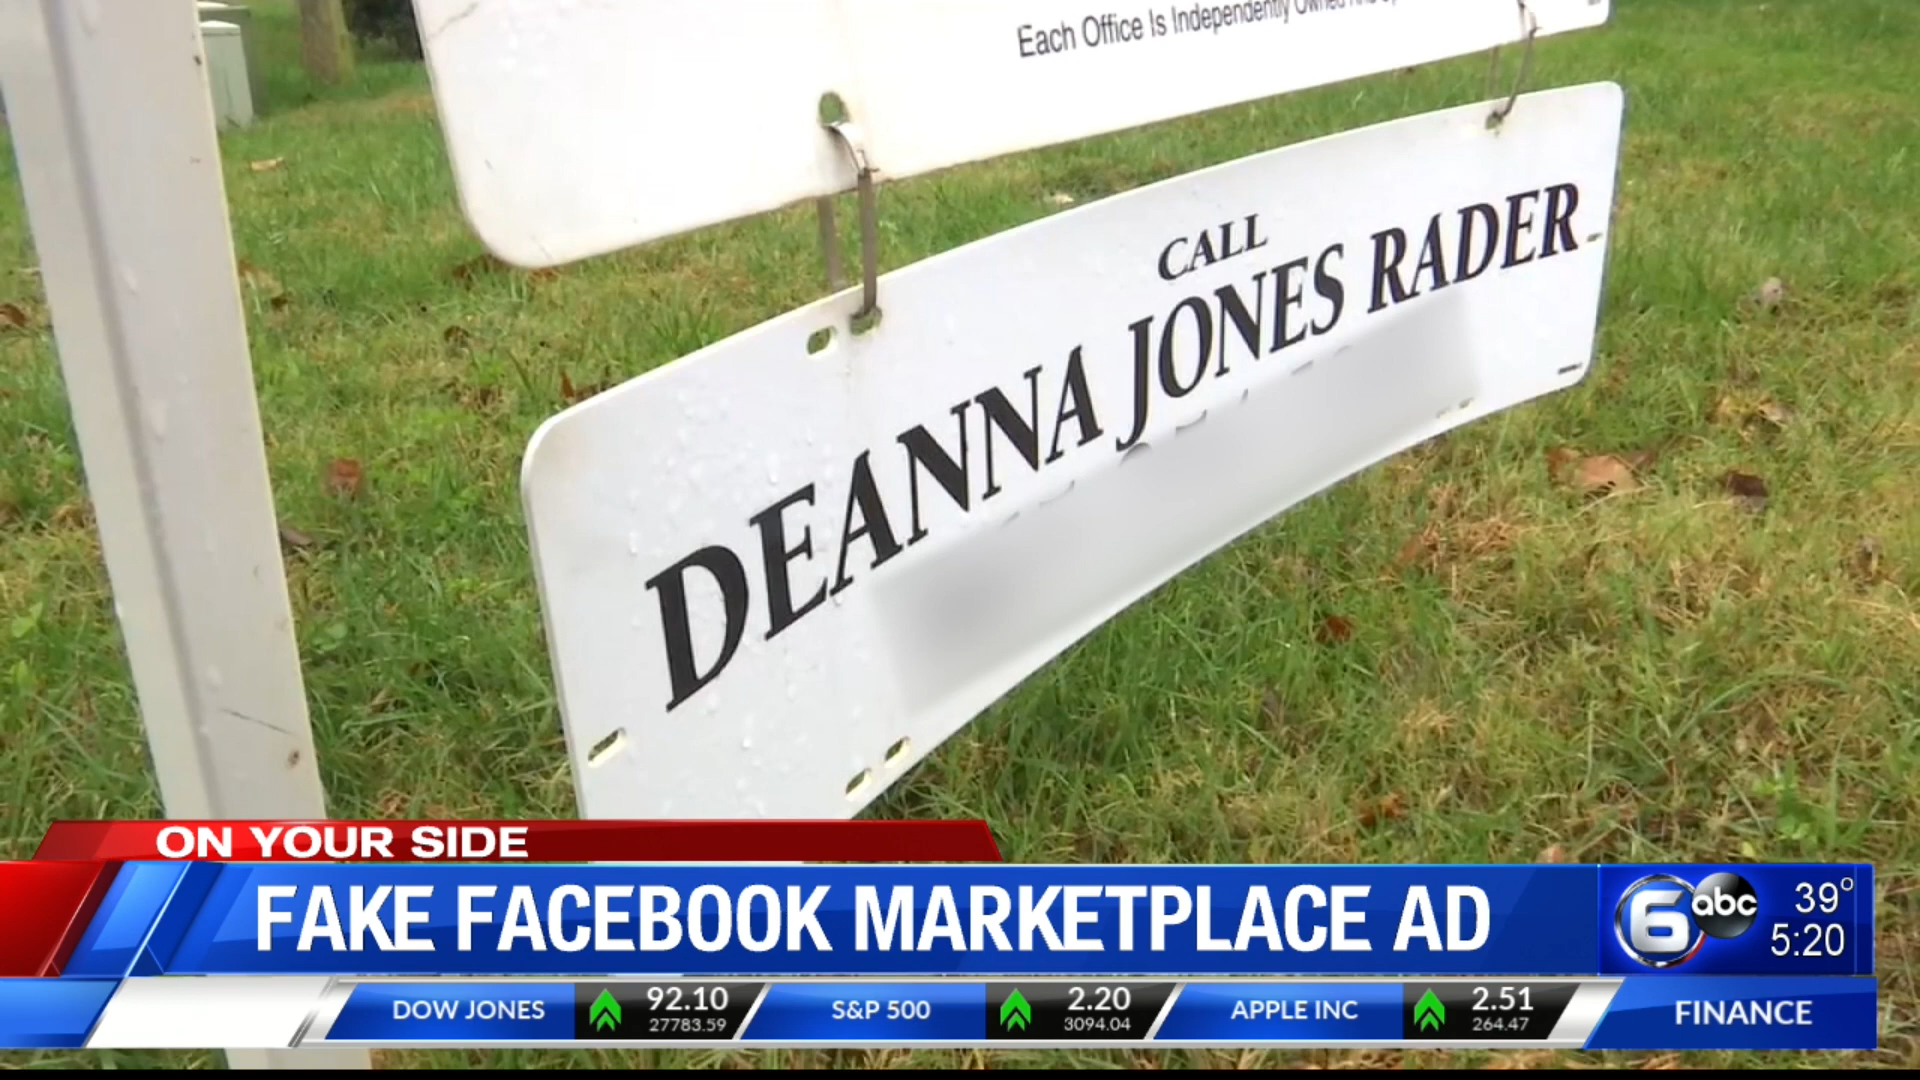 Each Office Is Independently Owned
CALL
DEANNA JONES RADER
ON YOUR SIDE
FAKE FACEBOOK MARKETPLACE AD
6 abc 39°
5:20
DOW JONES 92.10 27783.59 S&P 500 2.20 3094.04 APPLE INC 2.51 264.47 FINANCE